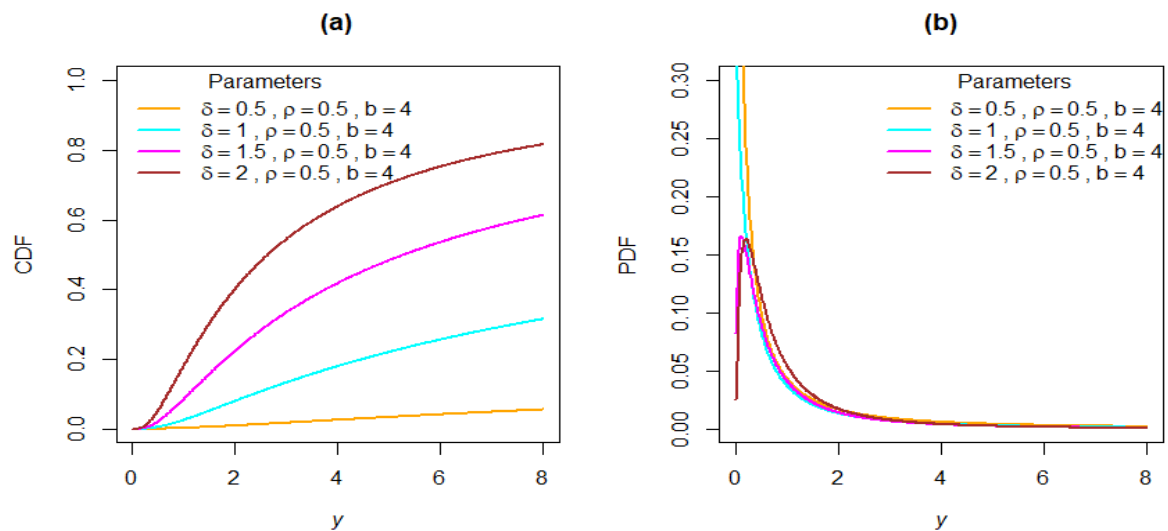 (a)
CDF
0.0 0.2 0.4 0.6 0.8 1.0
Parameters
δ = 0.5 , ρ = 0.5 , b = 4
δ = 1 , ρ = 0.5 , b = 4
δ = 1.5 , ρ = 0.5 , b = 4
δ = 2 , ρ = 0.5 , b = 4
0 2 4 6 8
y
(b)
PDF
0.00 0.05 0.10 0.15 0.20 0.25 0.30
Parameters
δ = 0.5 , ρ = 0.5 , b = 4
δ = 1 , ρ = 0.5 , b = 4
δ = 1.5 , ρ = 0.5 , b = 4
δ = 2 , ρ = 0.5 , b = 4
0 2 4 6 8
y